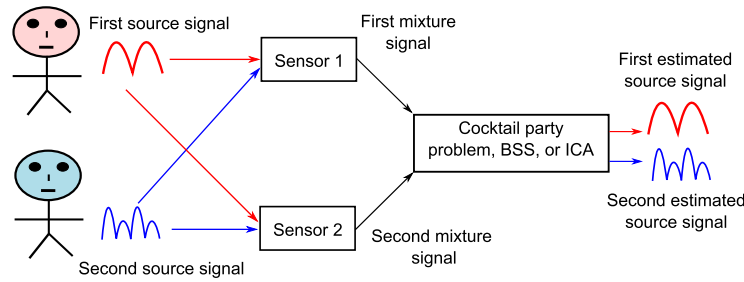 First source signal
Sensor 1
First mixture
signal
First estimated
source signal
Cocktail party
problem, BSS, or ICA
Second source signal
Sensor 2
Second mixture
signal
Second estimated
source signal